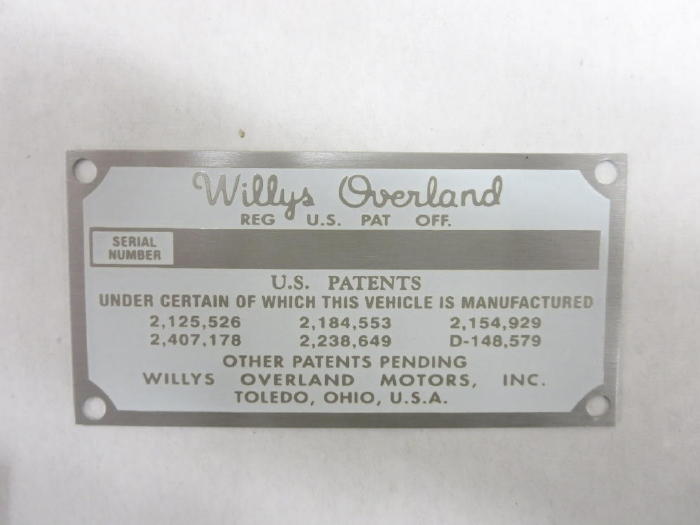 Willys Overland
REG U.S. PAT OFF.
SERIAL
NUMBER
U.S. PATENTS
UNDER CERTAIN OF WHICH THIS VEHICLE IS MANUFACTURED
2,125,526 2,184,553 2,154,929
2,407,178 2,238,649 D-148,579
OTHER PATENTS PENDING
WILLYS OVERLAND MOTORS, INC.
TOLEDO, OHIO, U.S.A.